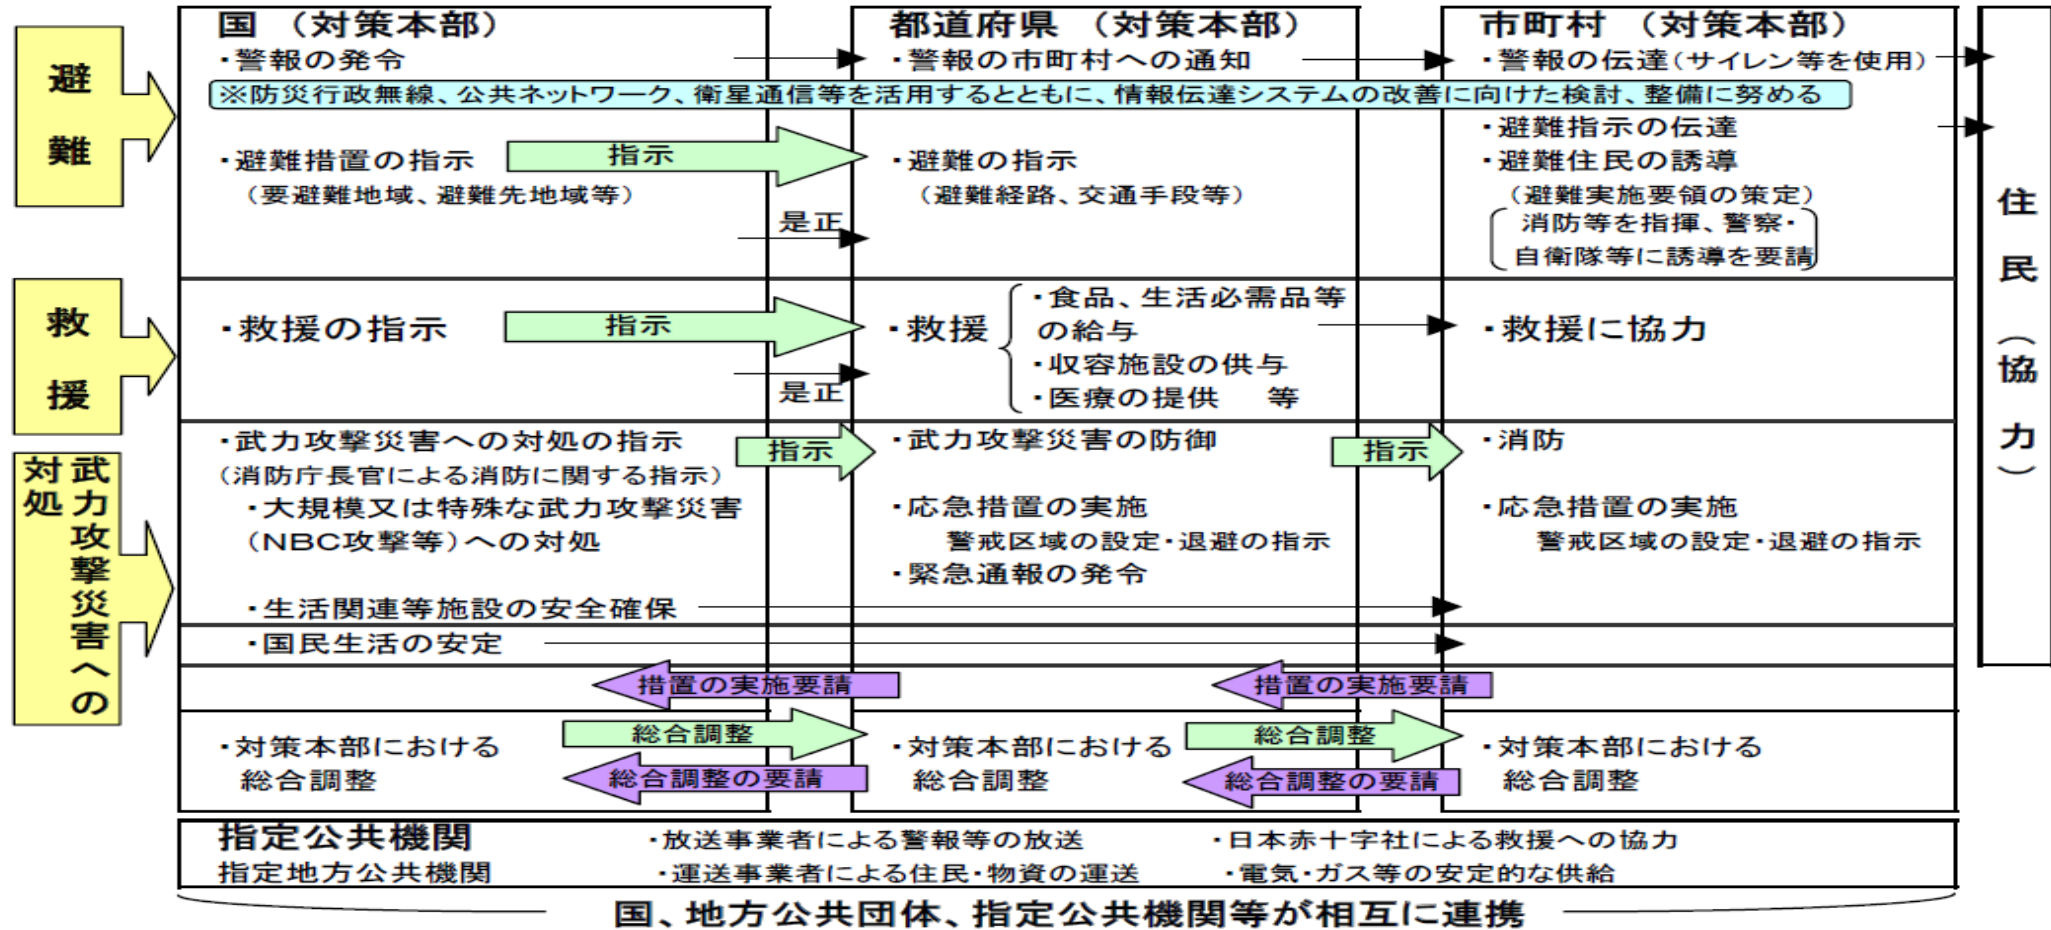 避難
国（対策本部）
・警報の発令
都道府県（対策本部）
・警報の市町村への通知
市町村（対策本部）
・警報の伝達（サイレン等を使用）
※防災行政無線、公共ネットワーク、衛星通信等を活用するとともに、情報伝達システムの改善に向けた検討、整備に努める
・避難措置の指示
（要避難地域、避難先地域等）
指示
是正
・避難の指示
（避難経路、交通手段等）
・避難指示の伝達
・避難住民の誘導
（避難実施要領の策定）
消防等を指揮、警察・
自衛隊等に誘導を要請
救援
・救援の指示
指示
是正
・救援
・食品、生活必需品等
の給与
・収容施設の供与
・医療の提供　等
・救援に協力
武力攻撃災害への
対処
・武力攻撃災害への対処の指示
（消防庁長官による消防に関する指示）
・大規模又は特殊な武力攻撃災害
（NBC攻撃等）への対処
・生活関連等施設の安全確保
指示
・武力攻撃災害の防御
・応急措置の実施
警戒区域の設定・退避の指示
・緊急通報の発令
指示
・消防
・応急措置の実施
警戒区域の設定・退避の指示
・国民生活の安定
措置の実施要請
措置の実施要請
・対策本部における
総合調整
総合調整
総合調整の要請
・対策本部における
総合調整
総合調整
総合調整の要請
・対策本部における
総合調整
住民（協力）
指定公共機関
指定地方公共機関
・放送事業者による警報等の放送
・日本赤十字社による救援への協力
・運送事業者による住民・物資の運送
・電気・ガス等の安定的な供給
国、地方公共団体、指定公共機関等が相互に連携